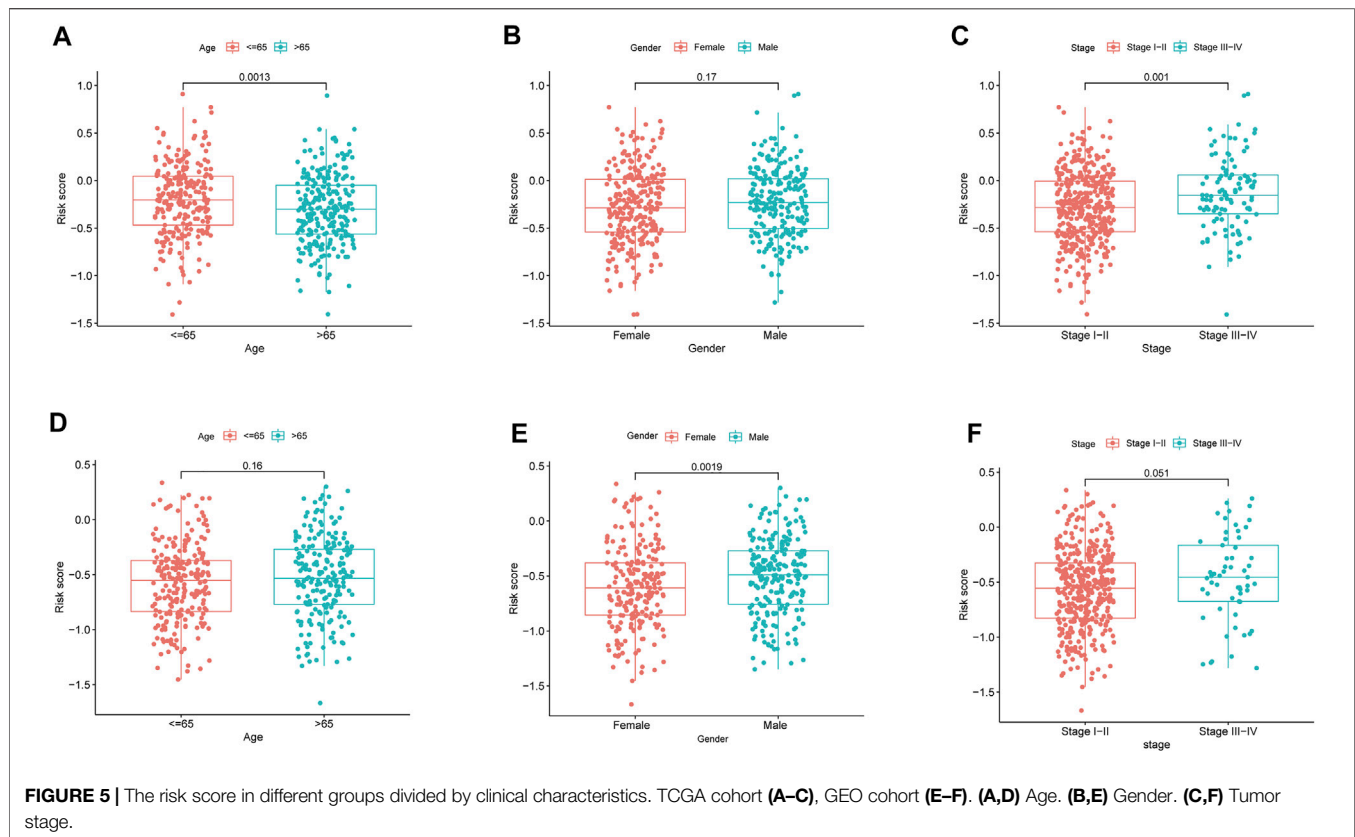 A
Age <=65 >65
0.0013
1.0
0.5
0.0
−0.5
−1.0
−1.5
Risk score
<=65 >65
Age
B
Gender Female Male
0.17
1.0
0.5
0.0
−0.5
−1.0
−1.5
Risk score
Female Male
Gender
C
Stage Stage I−II Stage III−IV
0.001
1.0
0.5
0.0
−0.5
−1.0
−1.5
Risk score
Stage I−II Stage III−IV
Stage
D
Age <=65 >65
0.16
0.5
0.0
−0.5
−1.0
−1.5
Risk score
<=65 >65
Age
E
Gender Female Male
0.0019
0.5
0.0
−0.5
−1.0
−1.5
Risk score
Female Male
Gender
F
Stage Stage I−II Stage III−IV
0.051
0.5
0.0
−0.5
−1.0
−1.5
Risk score
Stage I−II Stage III−IV
stage
FIGURE 5 | The risk score in different groups divided by clinical characteristics. TCGA cohort (A–C), GEO cohort (E–F). (A,D) Age. (B,E) Gender. (C,F) Tumor
stage.